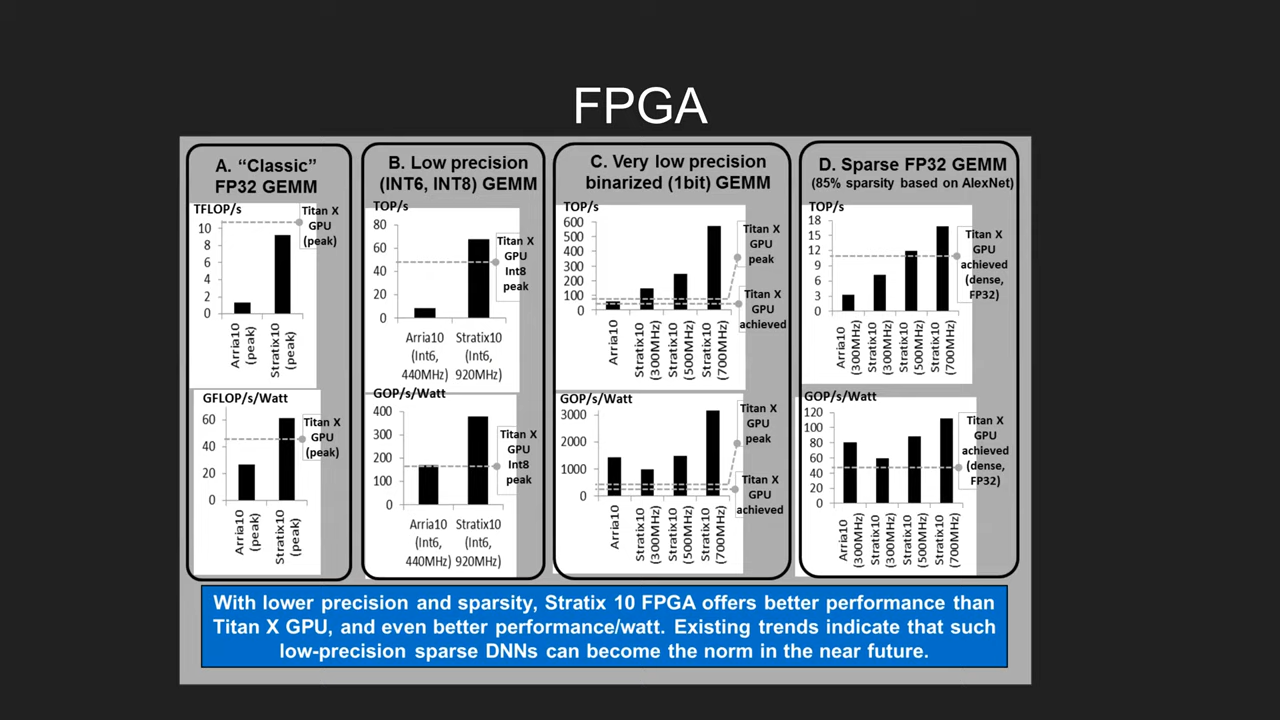 FPGA
A. “Classic”
FP32 GEMM
TFLOP/s
10
8
6
4
2
0
Titan X
GPU
(peak)
Arria10
(peak)
Stratix10
(peak)
GFLOP/s/Watt
60
40
20
0
Titan X
GPU
(peak)
Arria10
(peak)
Stratix10
(peak)
B. Low precision
(INT6, INT8) GEMM
TOP/s
80
60
40
20
0
Titan X
GPU
Int8
peak
Arria10
(Int6,
440MHz)
Stratix10
(Int6,
920MHz)
GOP/s/Watt
400
300
200
100
0
Titan X
GPU
Int8
peak
Arria10
(Int6,
440MHz)
Stratix10
(Int6,
920MHz)
C. Very low precision
binarized (1bit) GEMM
TOP/s
600
500
400
300
200
100
0
Titan X
GPU
peak
Titan X
GPU
achieved
Arria10
Stratix10
(300MHz)
Stratix10
(500MHz)
Stratix10
(700MHz)
GOP/s/Watt
3000
2000
1000
0
Titan X
GPU
peak
Titan X
GPU
achieved
Arria10
Stratix10
(300MHz)
Stratix10
(500MHz)
Stratix10
(700MHz)
D. Sparse FP32 GEMM
(85% sparsity based on AlexNet)
TOP/s
18
15
12
9
6
3
0
Titan X
GPU
achieved
(dense,
FP32)
Arria10
(300MHz)
Stratix10
(300MHz)
Stratix10
(500MHz)
Stratix10
(700MHz)
GOP/s/Watt
120
100
80
60
40
20
0
Titan X
GPU
achieved
(dense,
FP32)
Arria10
(300MHz)
Stratix10
(300MHz)
Stratix10
(500MHz)
Stratix10
(700MHz)
With lower precision and sparsity, Stratix 10 FPGA offers better performance than
Titan X GPU, and even better performance/watt. Existing trends indicate that such
low-precision sparse DNNs can become the norm in the near future.